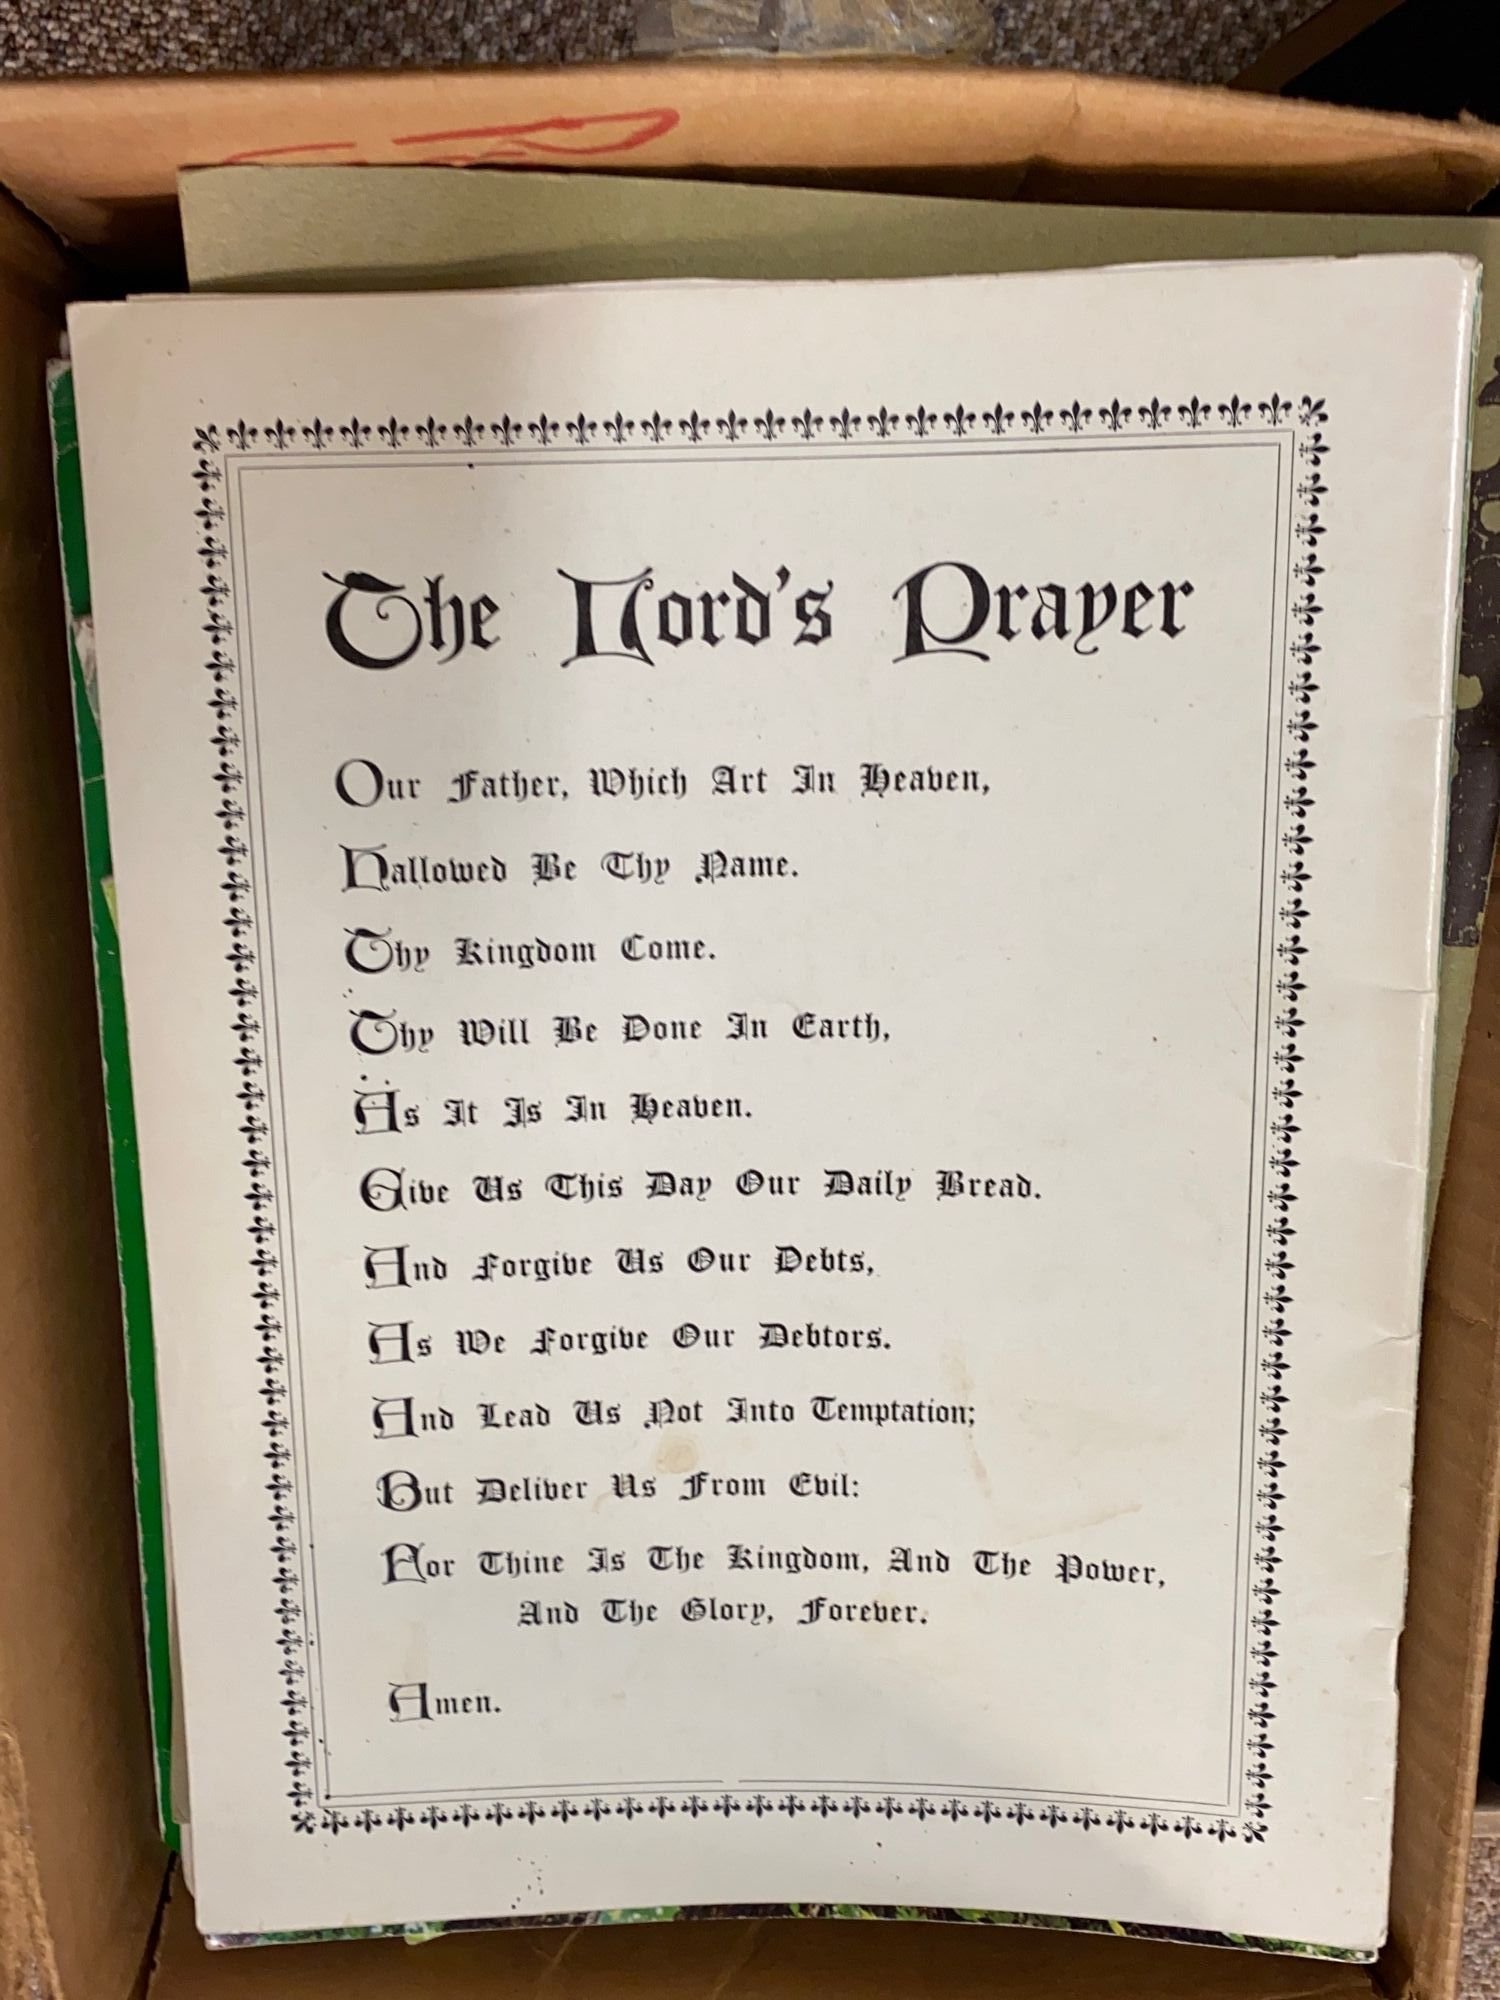 The Lord's Prayer
Our Father, Which Art In Heaven,
Hallowed Be Thy Name.
Thy Kingdom Come.
Thy Will Be Done In Earth,
As It Is In Heaven.
Give Us This Day Our Daily Bread.
And Forgive Us Our Debts,
As We Forgive Our Debtors.
And Lead Us Not Into Temptation;
But Deliver Us From Evil:
For Thine Is The Kingdom, And The Power,
And The Glory, Forever.
Amen.